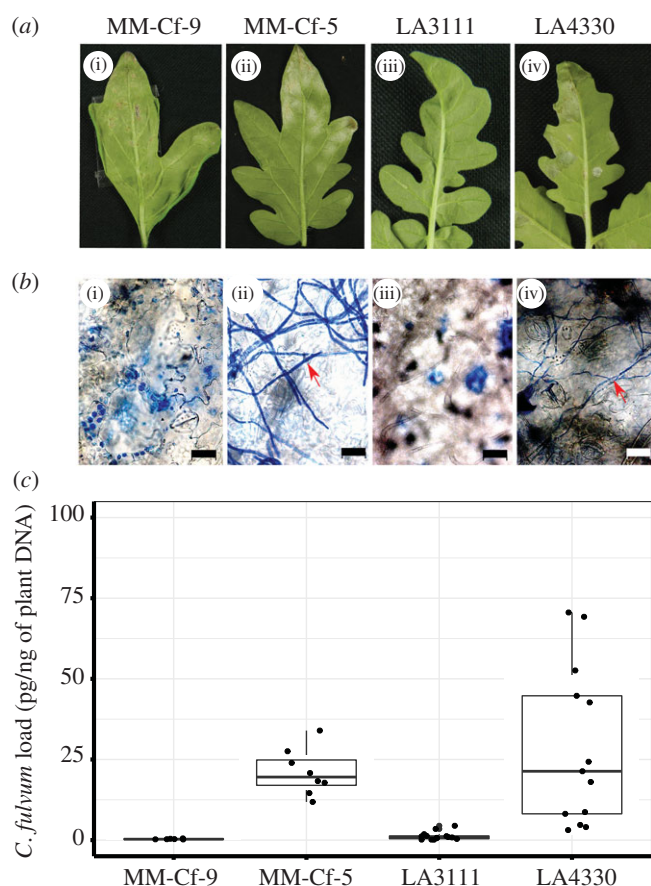 (a) MM-Cf-9 MM-Cf-5 LA3111 LA4330
(i) (ii) (iii) (iv)
(b) (i) (ii) (iii) (iv)
(c)
100
75
50
25
0
C. fulvum load (pg/ng of plant DNA)
MM-Cf-9 MM-Cf-5 LA3111 LA4330